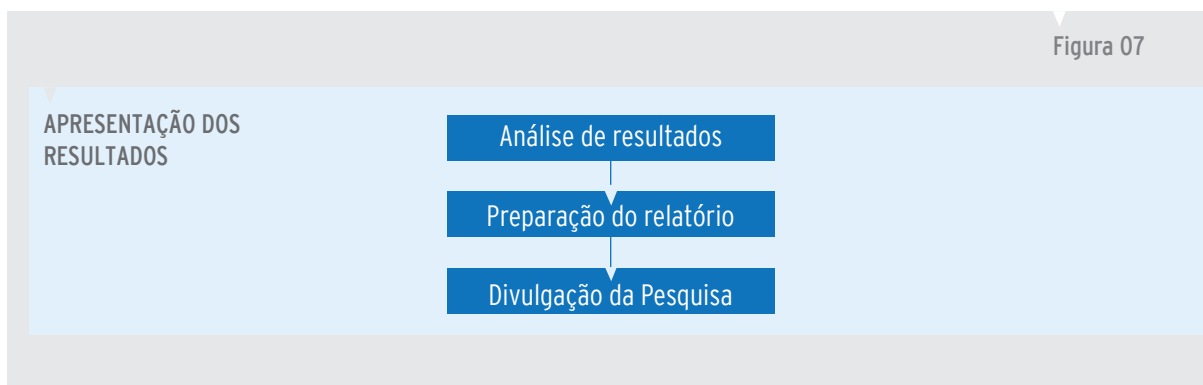 Figura 07
APRESENTAÇÃO DOS
RESULTADOS
Análise de resultados
Preparação do relatório
Divulgação da Pesquisa